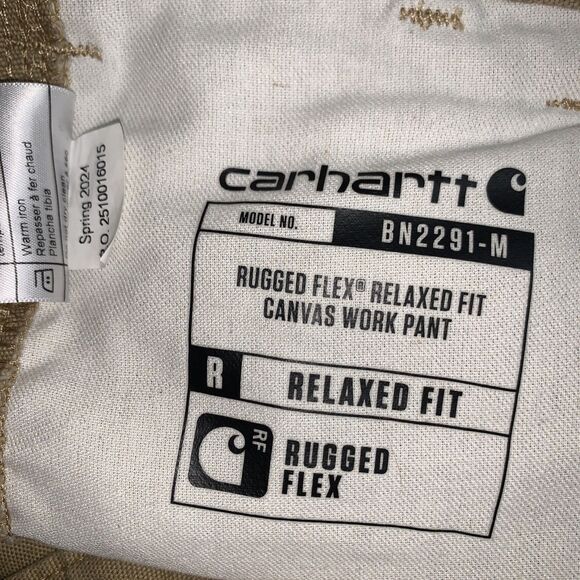 carhartt
MODEL NO. BN2291-M
RUGGED FLEX® RELAXED FIT
CANVAS WORK PANT
R RELAXED FIT
RF
RUGGED
FLEX
Warm iron
Repasser à fer chaud
Plancha tibia
Spring 2024
.O. 2510016015